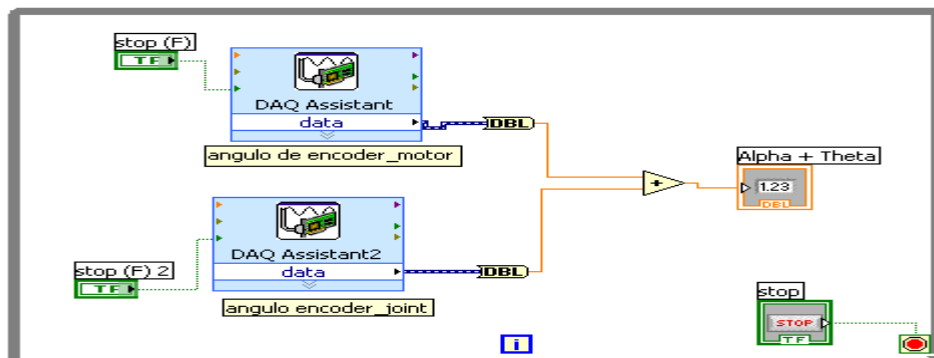 stop (F)
TF
DAQ Assistant
data
DBL
angulo de encoder_motor
Alpha + Theta
1.23
DBL
DAQ Assistant2
stop (F) 2
data
DBL
TF
angulo encoder_joint
stop
STOP
TF
i